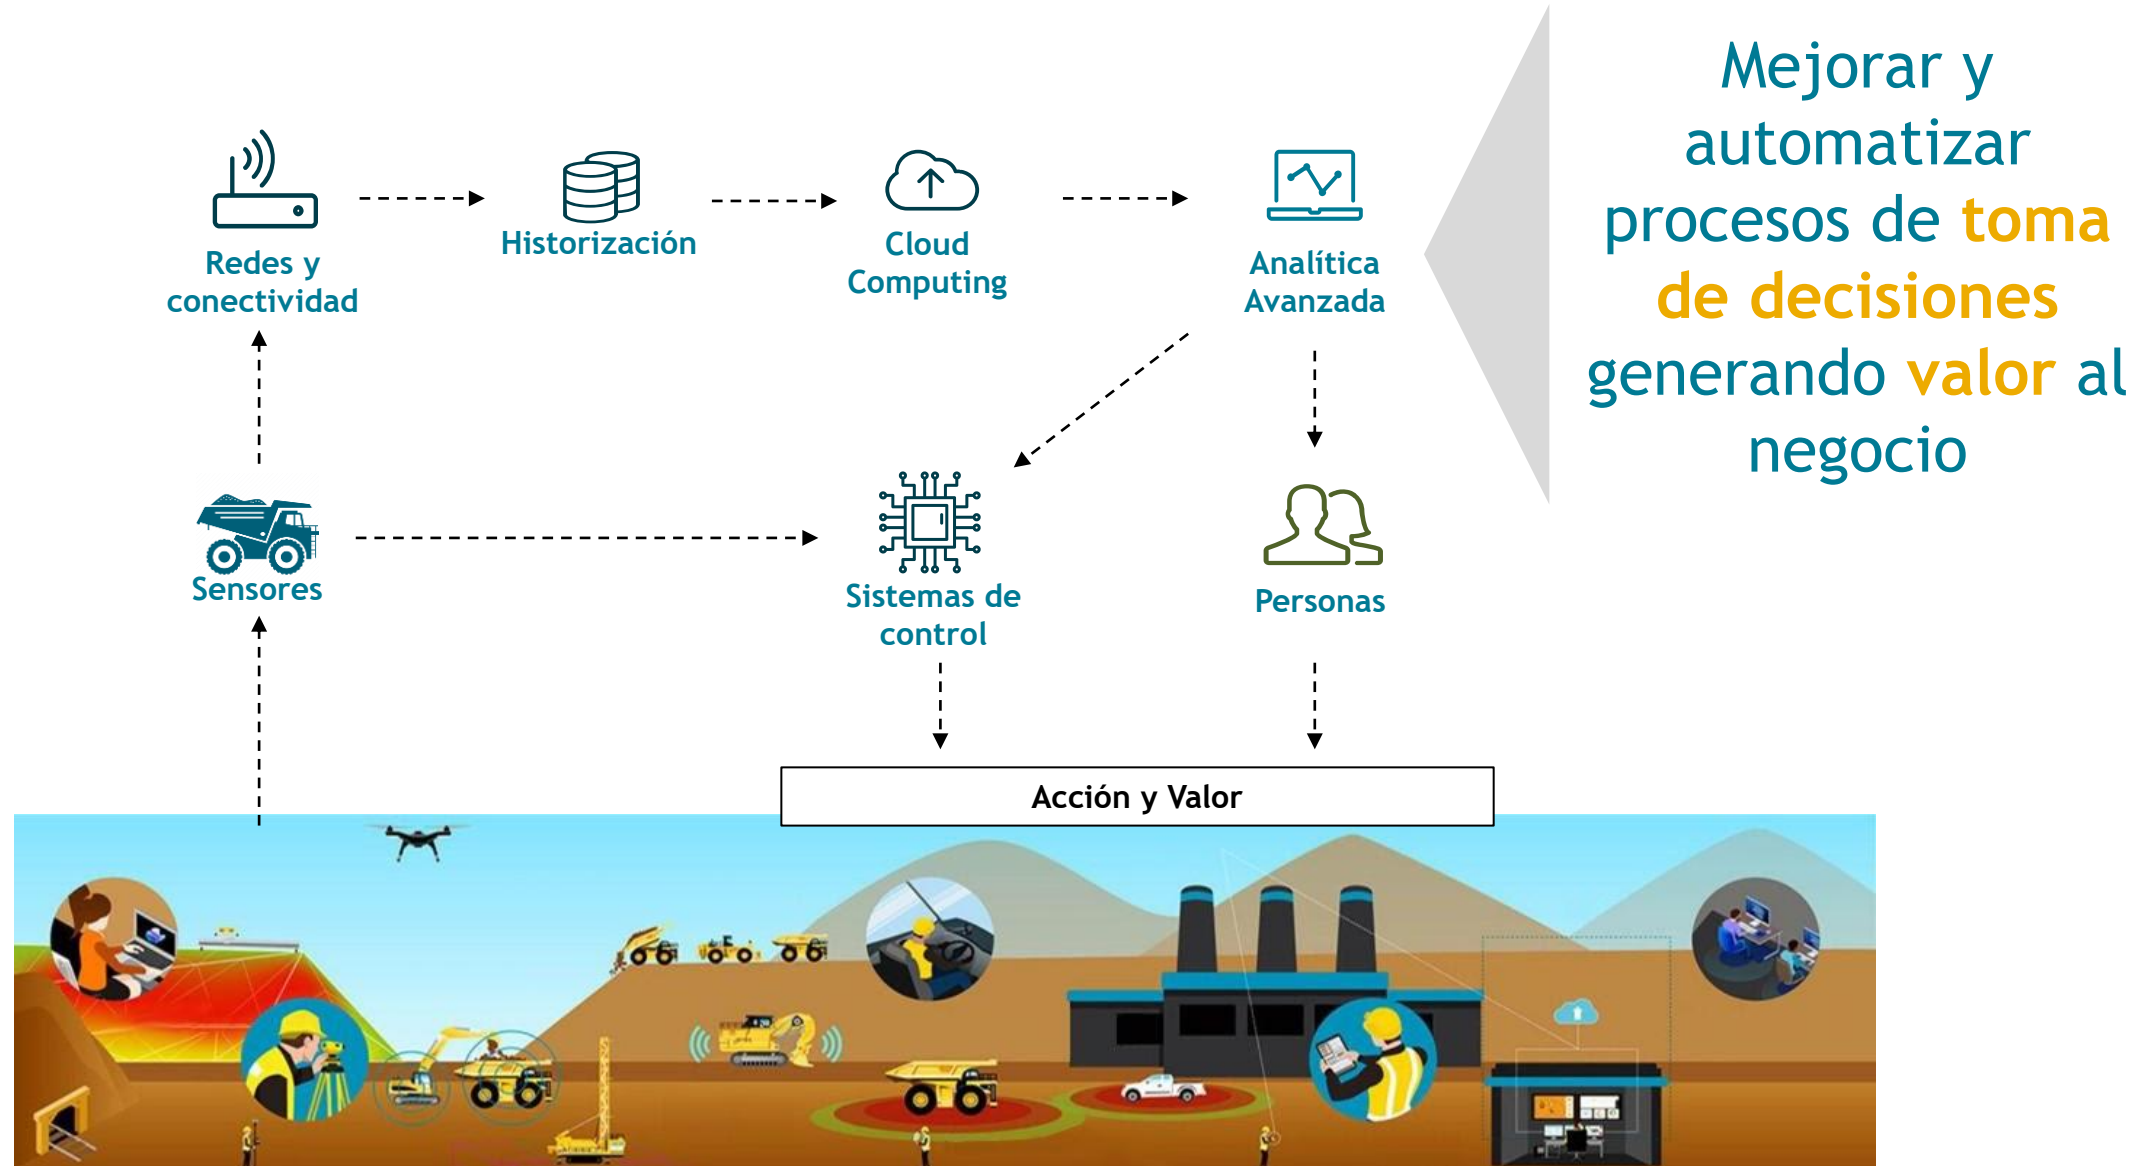 Mejorar y
automatizar
procesos de toma
de decisiones
generando valor al
negocio
Redes y
conectividad
Historización
Cloud
Computing
Analítica
Avanzada
Sensores
Sistemas de
control
Personas
Acción y Valor